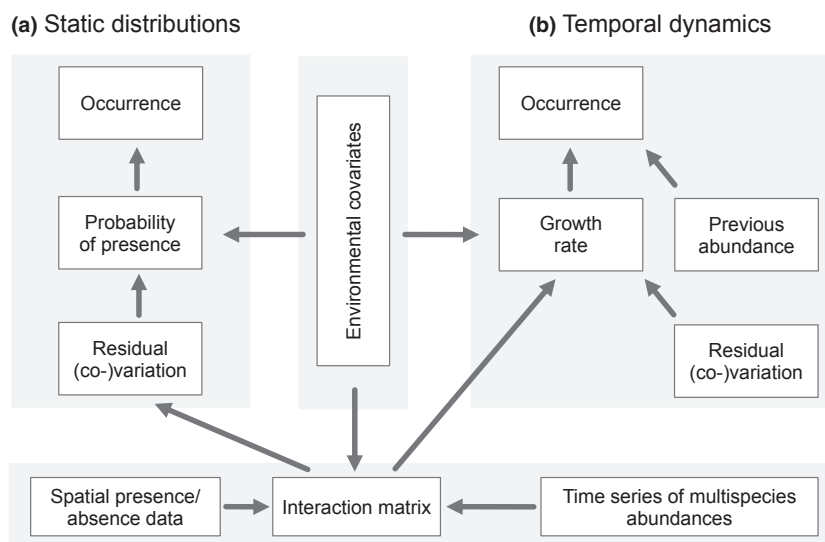 (a) Static distributions
(b) Temporal dynamics
Occurrence
Probability
of presence
Residual
(co-)variation
Environmental covariates
Occurrence
Growth
rate
Previous
abundance
Residual
(co-)variation
Spatial presence/
absence data
Interaction matrix
Time series of multispecies
abundances